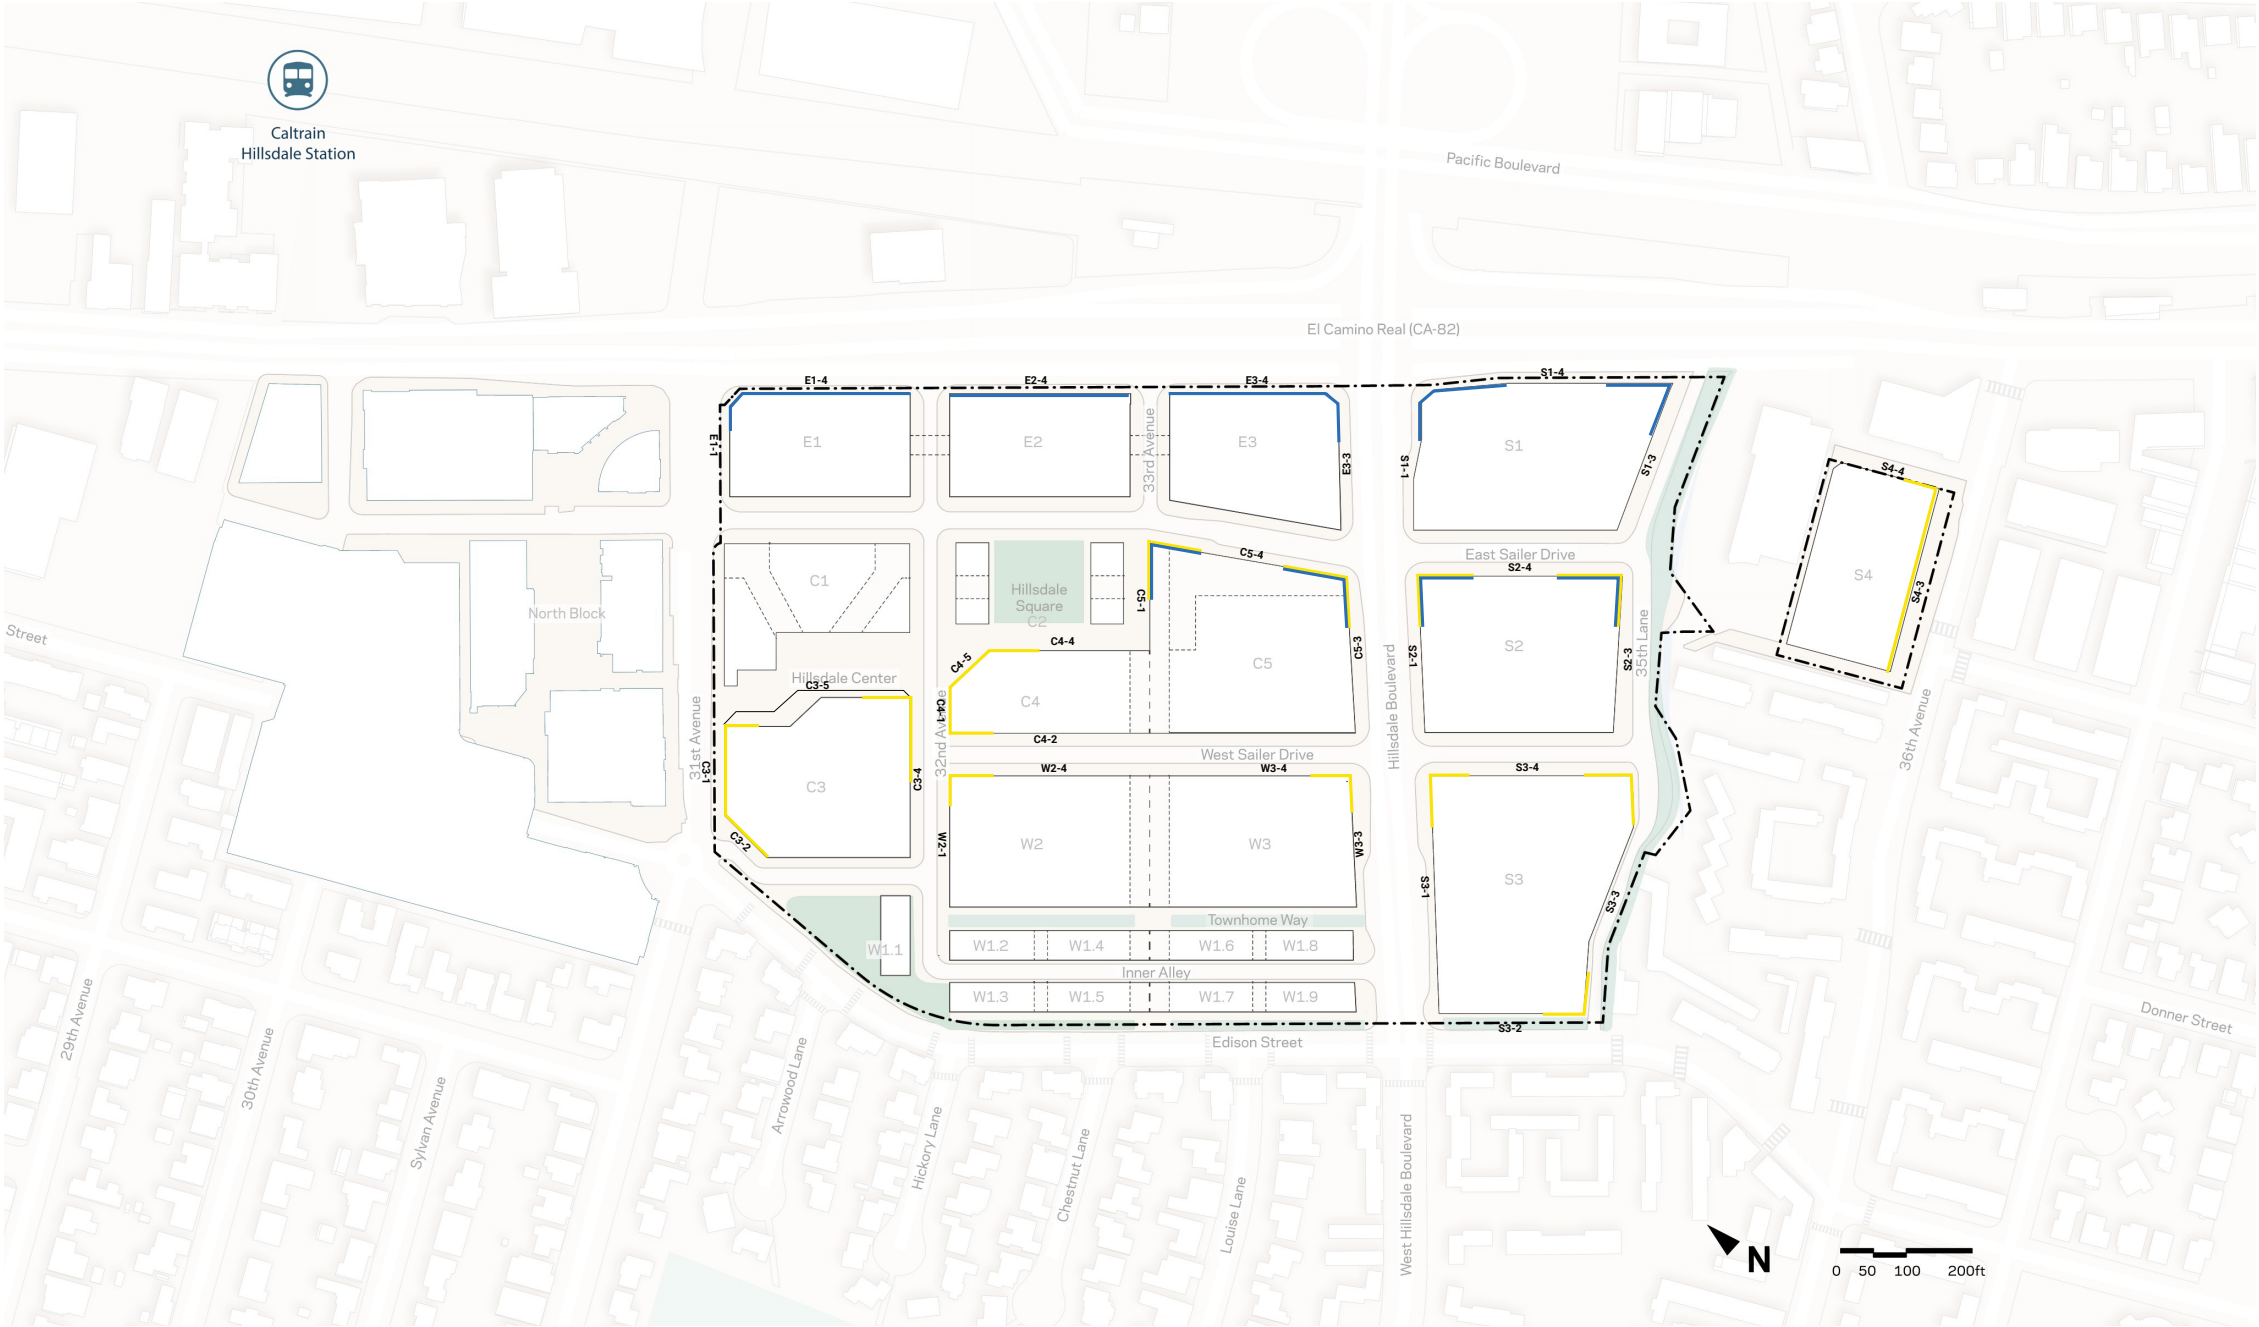 Caltrain
Hillsdale Station
Pacific Boulevard
El Camino Real (CA-82)
E1-4
E2-4
E3-4
S1-4
E1-1
E1
E2
33rd Avenue
E3
E3-3
S1-1
S1
S1-3
S4-4
S4
S4-3
C1
Hillsdale
Square
C2
C5-1
C5-4
East Sailer Drive
S2-4
North Block
Street
C4-4
C4-5
C5
C5-3
Hillsdale Boulevard
S2-1
S2
S2-3
35th Lane
Hillsdale Center
C3-5
31st Avenue
C4-1
32nd Avenue
C4
C4-2
West Sailer Drive
36th Avenue
C3-1
C3
C3-4
C3-2
W2-4
W3-4
S3-4
W2-1
W2
W3
W3-3
S3-1
S3
S3-3
Townhome Way
W1.1
W1.2
W1.4
W1.6
W1.8
Inner Alley
W1.3
W1.5
W1.7
W1.9
S3-2
Edison Street
Donner Street
29th Avenue
30th Avenue
Sylvan Avenue
Arrowood Lane
Hickory Lane
Chestnut Lane
Louise Lane
West Hillsdale Boulevard
N
0 50 100 200ft